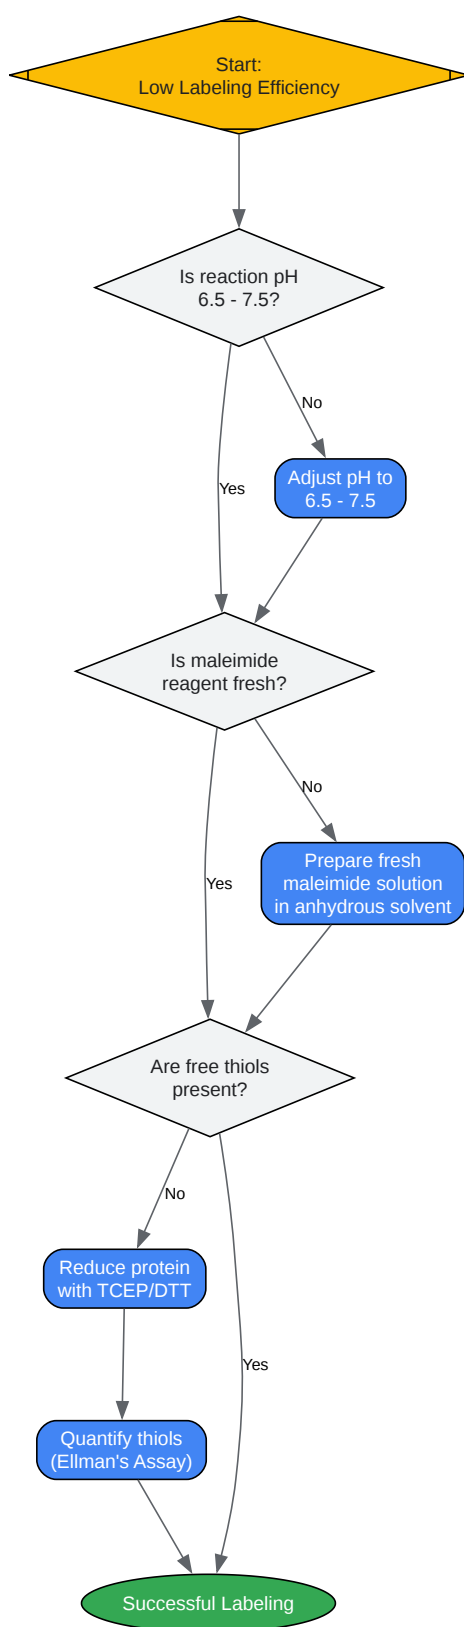 Start:
Low Labeling Efficiency
Is reaction pH
6.5 - 7.5?
No
Adjust pH to
6.5 - 7.5
Yes
Is maleimide
reagent fresh?
No
Prepare fresh
maleimide solution
in anhydrous solvent
Yes
Are free thiols
present?
No
Reduce protein
with TCEP/DTT
Yes
Quantify thiols
(Ellman's Assay)
Successful Labeling